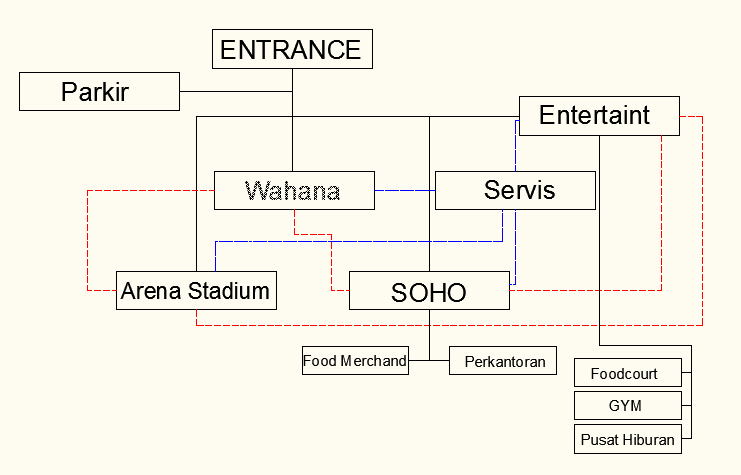 ENTRANCE
Parkir
Entertaint
Wahana
Servis
Arena Stadium
SOHO
Food Merchand
Perkantoran
Foodcourt
GYM
Pusat Hiburan